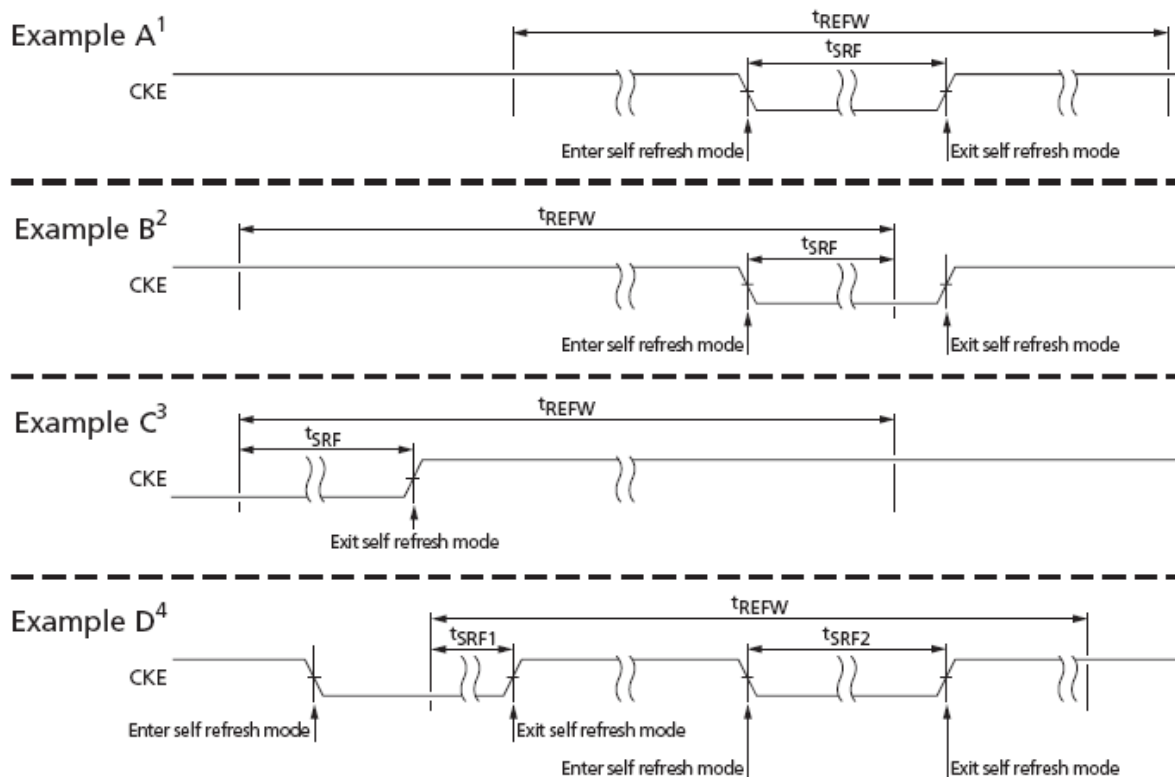 Example A1
tREFW
tSRF
CKE
Enter self refresh mode
Exit self refresh mode
Example B2
tREFW
tSRF
CKE
Enter self refresh mode
Exit self refresh mode
Example C3
tREFW
tSRF
CKE
Exit self refresh mode
Example D4
tREFW
tSRF1
tSRF2
CKE
Enter self refresh mode
Exit self refresh mode
Enter self refresh mode
Exit self refresh mode